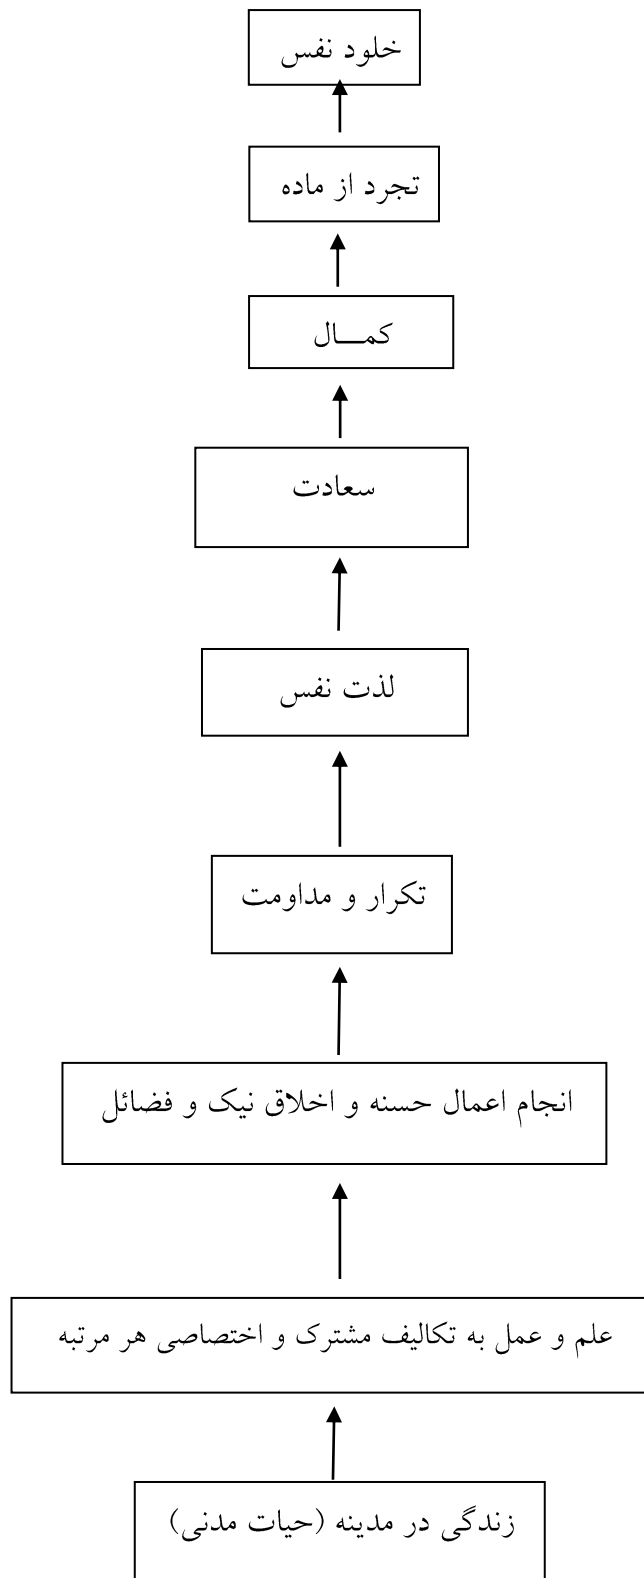 خلود نفس
تجرد از ماده
کمـــال
سعادت
لذت نفس
تکرار و مداومت
انجام اعمال حسنه و اخلاق نیک و فضائل
علم و عمل به تکالیف مشترک و اختصاصی هر مرتبه
زندگی در مدینه (حیات مدنی)